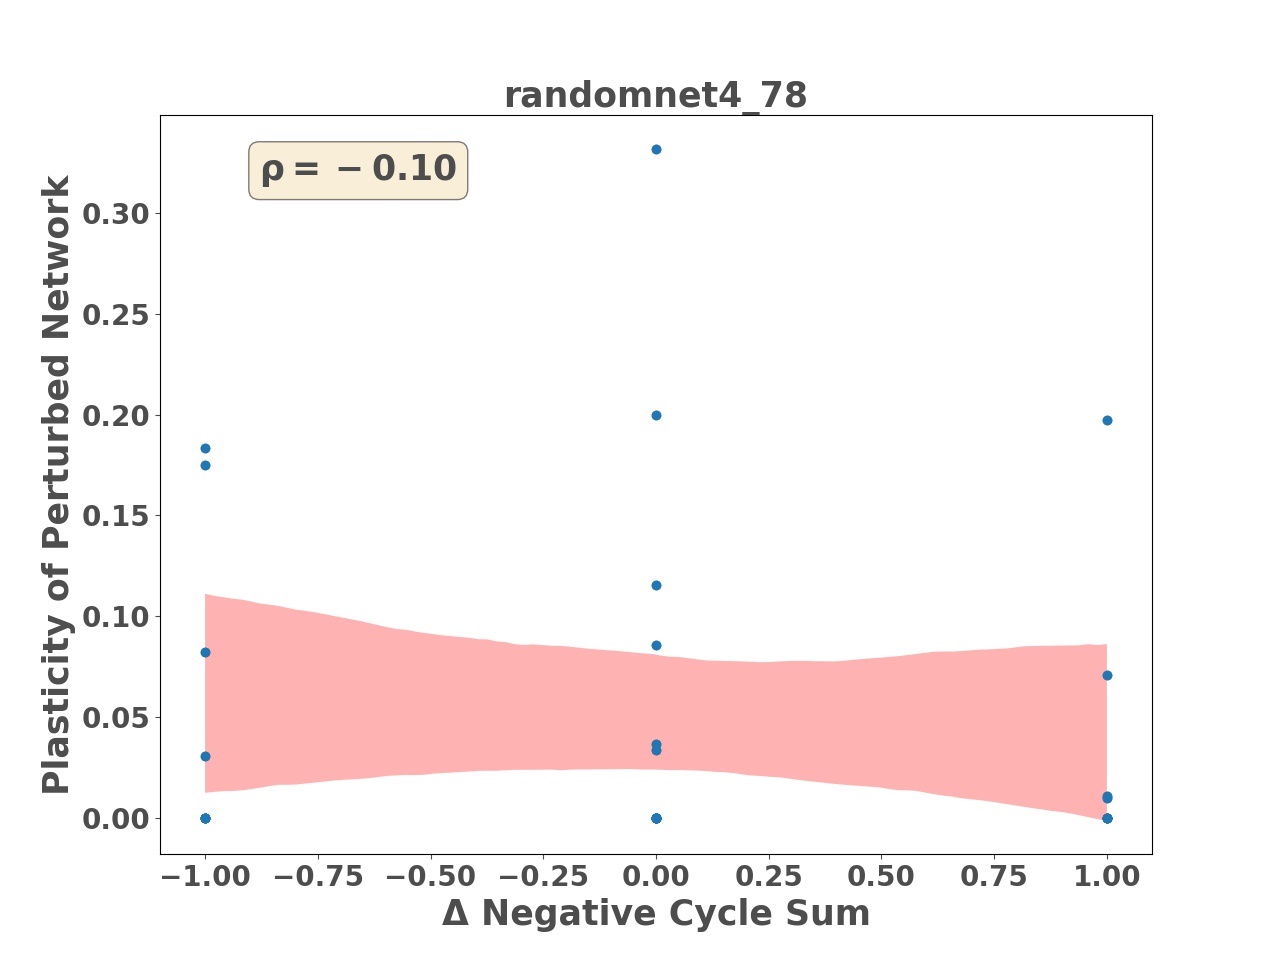 randomnet4_78
ρ = − 0.10
Plasticity of Perturbed Network
0.30
0.25
0.20
0.15
0.10
0.05
0.00
−1.00 −0.75 −0.50 −0.25 0.00 0.25 0.50 0.75 1.00
Δ Negative Cycle Sum